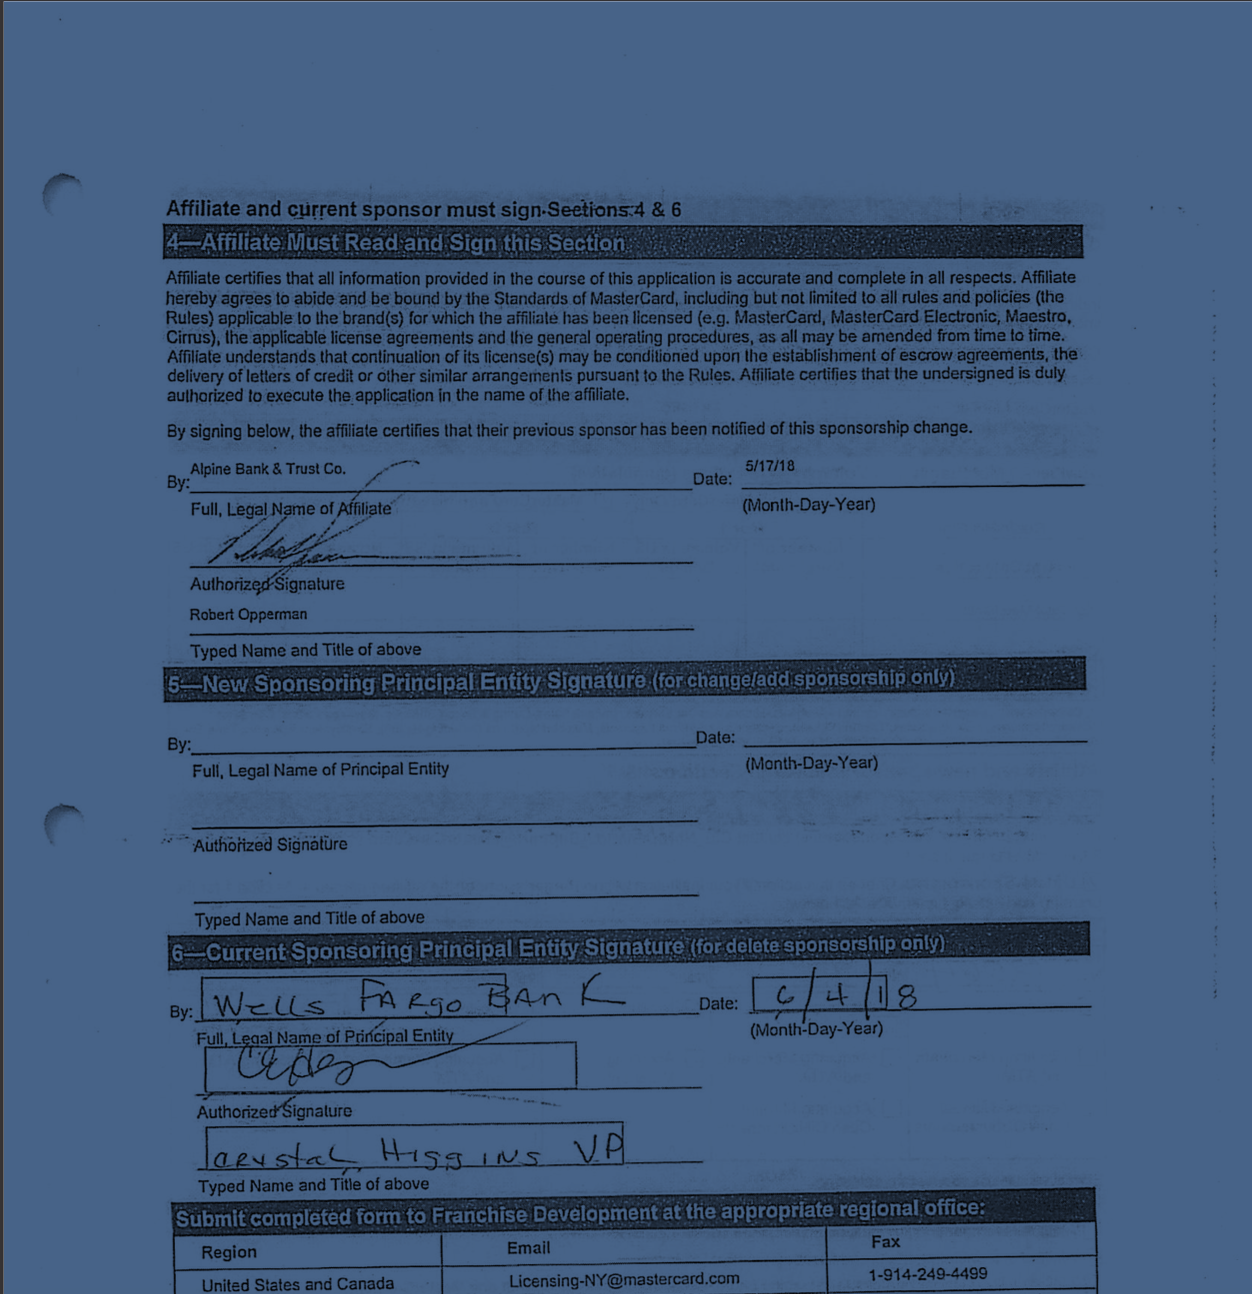 Affiliate and current sponsor must sign Sections 4 & 6
4—Affiliate Must Read and Sign this Section
Affiliate certifies that all information provided in the course of this application is accurate and complete in all respects. Affiliate
hereby agrees to abide and be bound by the Standards of MasterCard, including but not limited to all rules and policies (the
Rules) applicable to the brand(s) for which the affiliate has been licensed (e.g. MasterCard, MasterCard Electronic, Maestro,
Cirrus), the applicable license agreements and the general operating procedures, as all may be amended from time to time.
Affiliate understands that continuation of its license(s) may be conditioned upon the establishment of escrow agreements, the
delivery of letters of credit or other similar arrangements pursuant to the Rules. Affiliate certifies that the undersigned is duly
authorized to execute the application in the name of the affiliate.
By signing below, the affiliate certifies that their previous sponsor has been notified of this sponsorship change.
By: Alpine Bank & Trust Co. Date: 5/17/18
Full, Legal Name of Affiliate (Month-Day-Year)
Authorized Signature
Robert Opperman
Typed Name and Title of above
5—New Sponsoring Principal Entity Signature (for change/add sponsorship only)
By: Date:
Full, Legal Name of Principal Entity (Month-Day-Year)
Authorized Signature
Typed Name and Title of above
6—Current Sponsoring Principal Entity Signature (for delete sponsorship only)
By: Wells Fargo Bank Date: 6/4/18
Full, Legal Name of Principal Entity (Month-Day-Year)
Authorized Signature
Crystal Higgins VP
Typed Name and Title of above
Submit completed form to Franchise Development at the appropriate regional office:
Region Email Fax
United States and Canada Licensing-NY@mastercard.com 1-914-249-4499